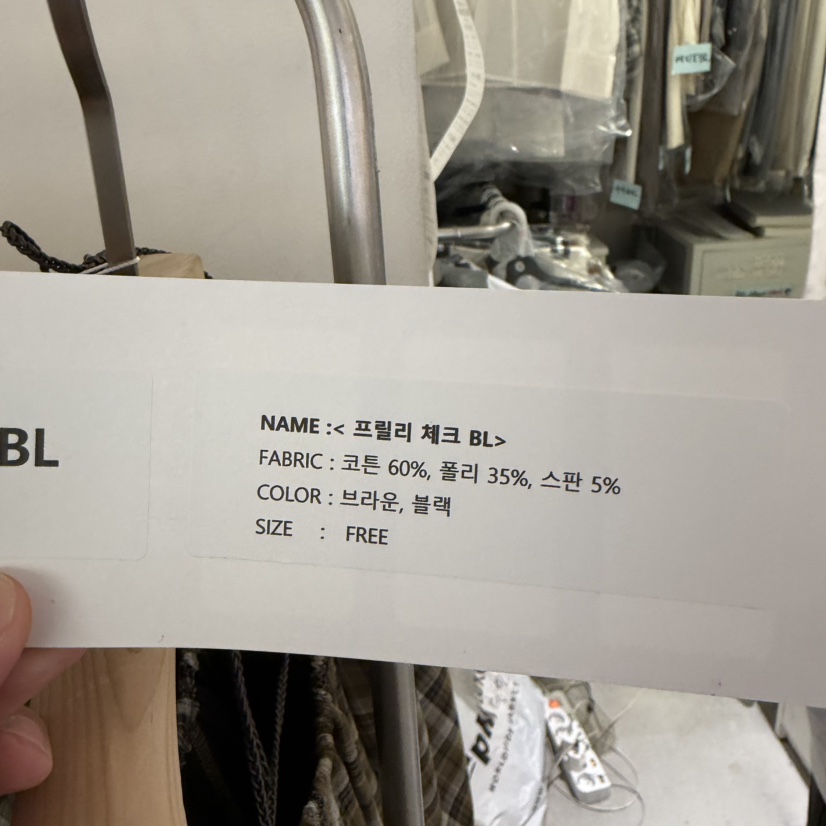 BL
NAME :< 프릴리 체크 BL>
FABRIC : 코튼 60%, 폴리 35%, 스판 5%
COLOR : 브라운, 블랙
SIZE : FREE